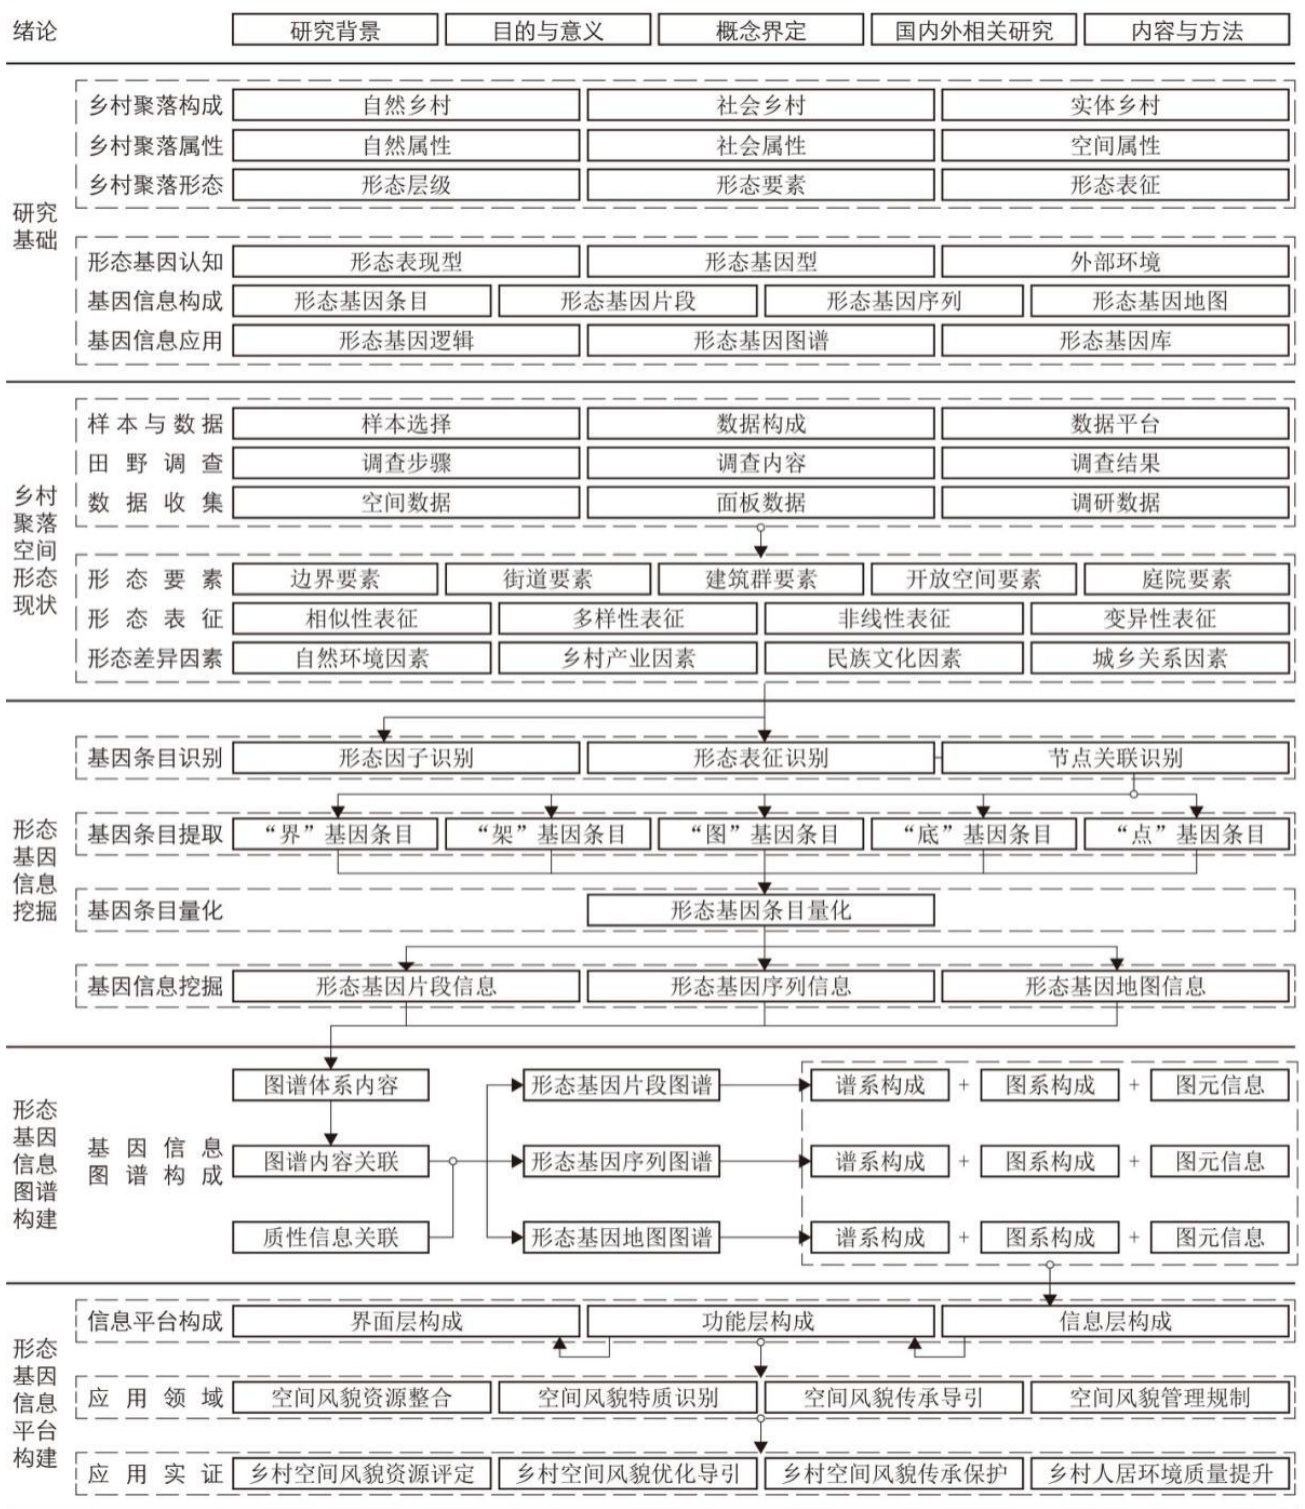 绪论 研究背景 目的与意义 概念界定 国内外相关研究 内容与方法
研究基础
乡村聚落构成 自然乡村 社会乡村 实体乡村
乡村聚落属性 自然属性 社会属性 空间属性
乡村聚落形态 形态层级 形态要素 形态表征
形态基因认知 形态表现型 形态基因型 外部环境
基因信息构成 形态基因条目 形态基因片段 形态基因序列 形态基因地图
基因信息应用 形态基因逻辑 形态基因图谱 形态基因库
乡村聚落空间形态现状
样本与数据 样本选择 数据构成 数据平台
田野调查 调查步骤 调查内容 调查结果
数据收集 空间数据 面板数据 调研数据
形态要素 边界要素 街道要素 建筑群要素 开放空间要素 庭院要素
形态表征 相似性表征 多样性表征 非线性表征 变异性表征
形态差异因素 自然环境因素 乡村产业因素 民族文化因素 城乡关系因素
形态基因信息挖掘
基因条目识别 形态因子识别 形态表征识别 节点关联识别
基因条目提取 “界”基因条目 “架”基因条目 “图”基因条目 “底”基因条目 “点”基因条目
基因条目量化 形态基因条目量化
基因信息挖掘 形态基因片段信息 形态基因序列信息 形态基因地图信息
形态基因信息图谱构建
基因信息图谱构成
图谱体系内容 形态基因片段图谱 谱系构成 + 图系构成 + 图元信息
图谱内容关联 形态基因序列图谱 谱系构成 + 图系构成 + 图元信息
质性信息关联 形态基因地图图谱 谱系构成 + 图系构成 + 图元信息
形态基因信息平台构建
信息平台构成 界面层构成 功能层构成 信息层构成
应用领域 空间风貌资源整合 空间风貌特质识别 空间风貌传承导引 空间风貌管理规制
应用实证 乡村空间风貌资源评定 乡村空间风貌优化导引 乡村空间风貌传承保护 乡村人居环境质量提升